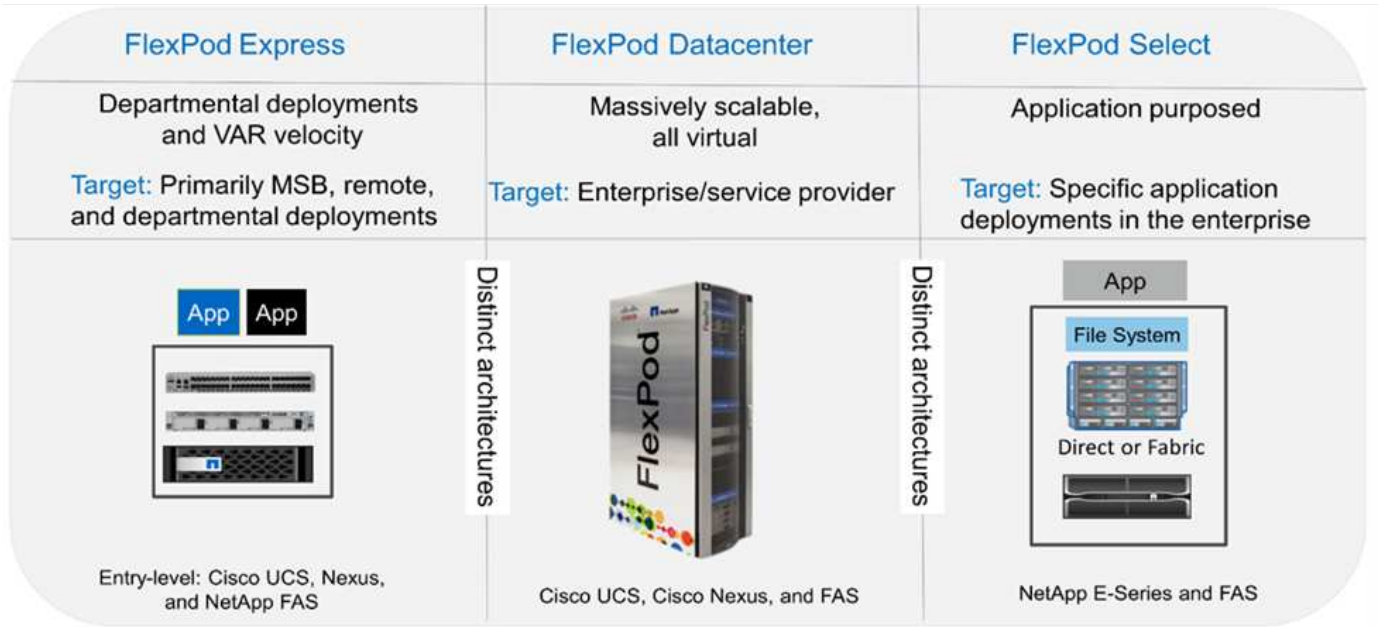 FlexPod Express
FlexPod Datacenter
FlexPod Select
Departmental deployments
and VAR velocity
Massively scalable,
all virtual
Application purposed
Target: Primarily MSB, remote,
and departmental deployments
Target: Enterprise/service provider
Target: Specific application
deployments in the enterprise
App
App
Distinct architectures
CISCO
NetApp
FlexPod
FlexPod
Distinct architectures
App
File System
Direct or Fabric
Entry-level: Cisco UCS, Nexus,
and NetApp FAS
Cisco UCS, Cisco Nexus, and FAS
NetApp E-Series and FAS